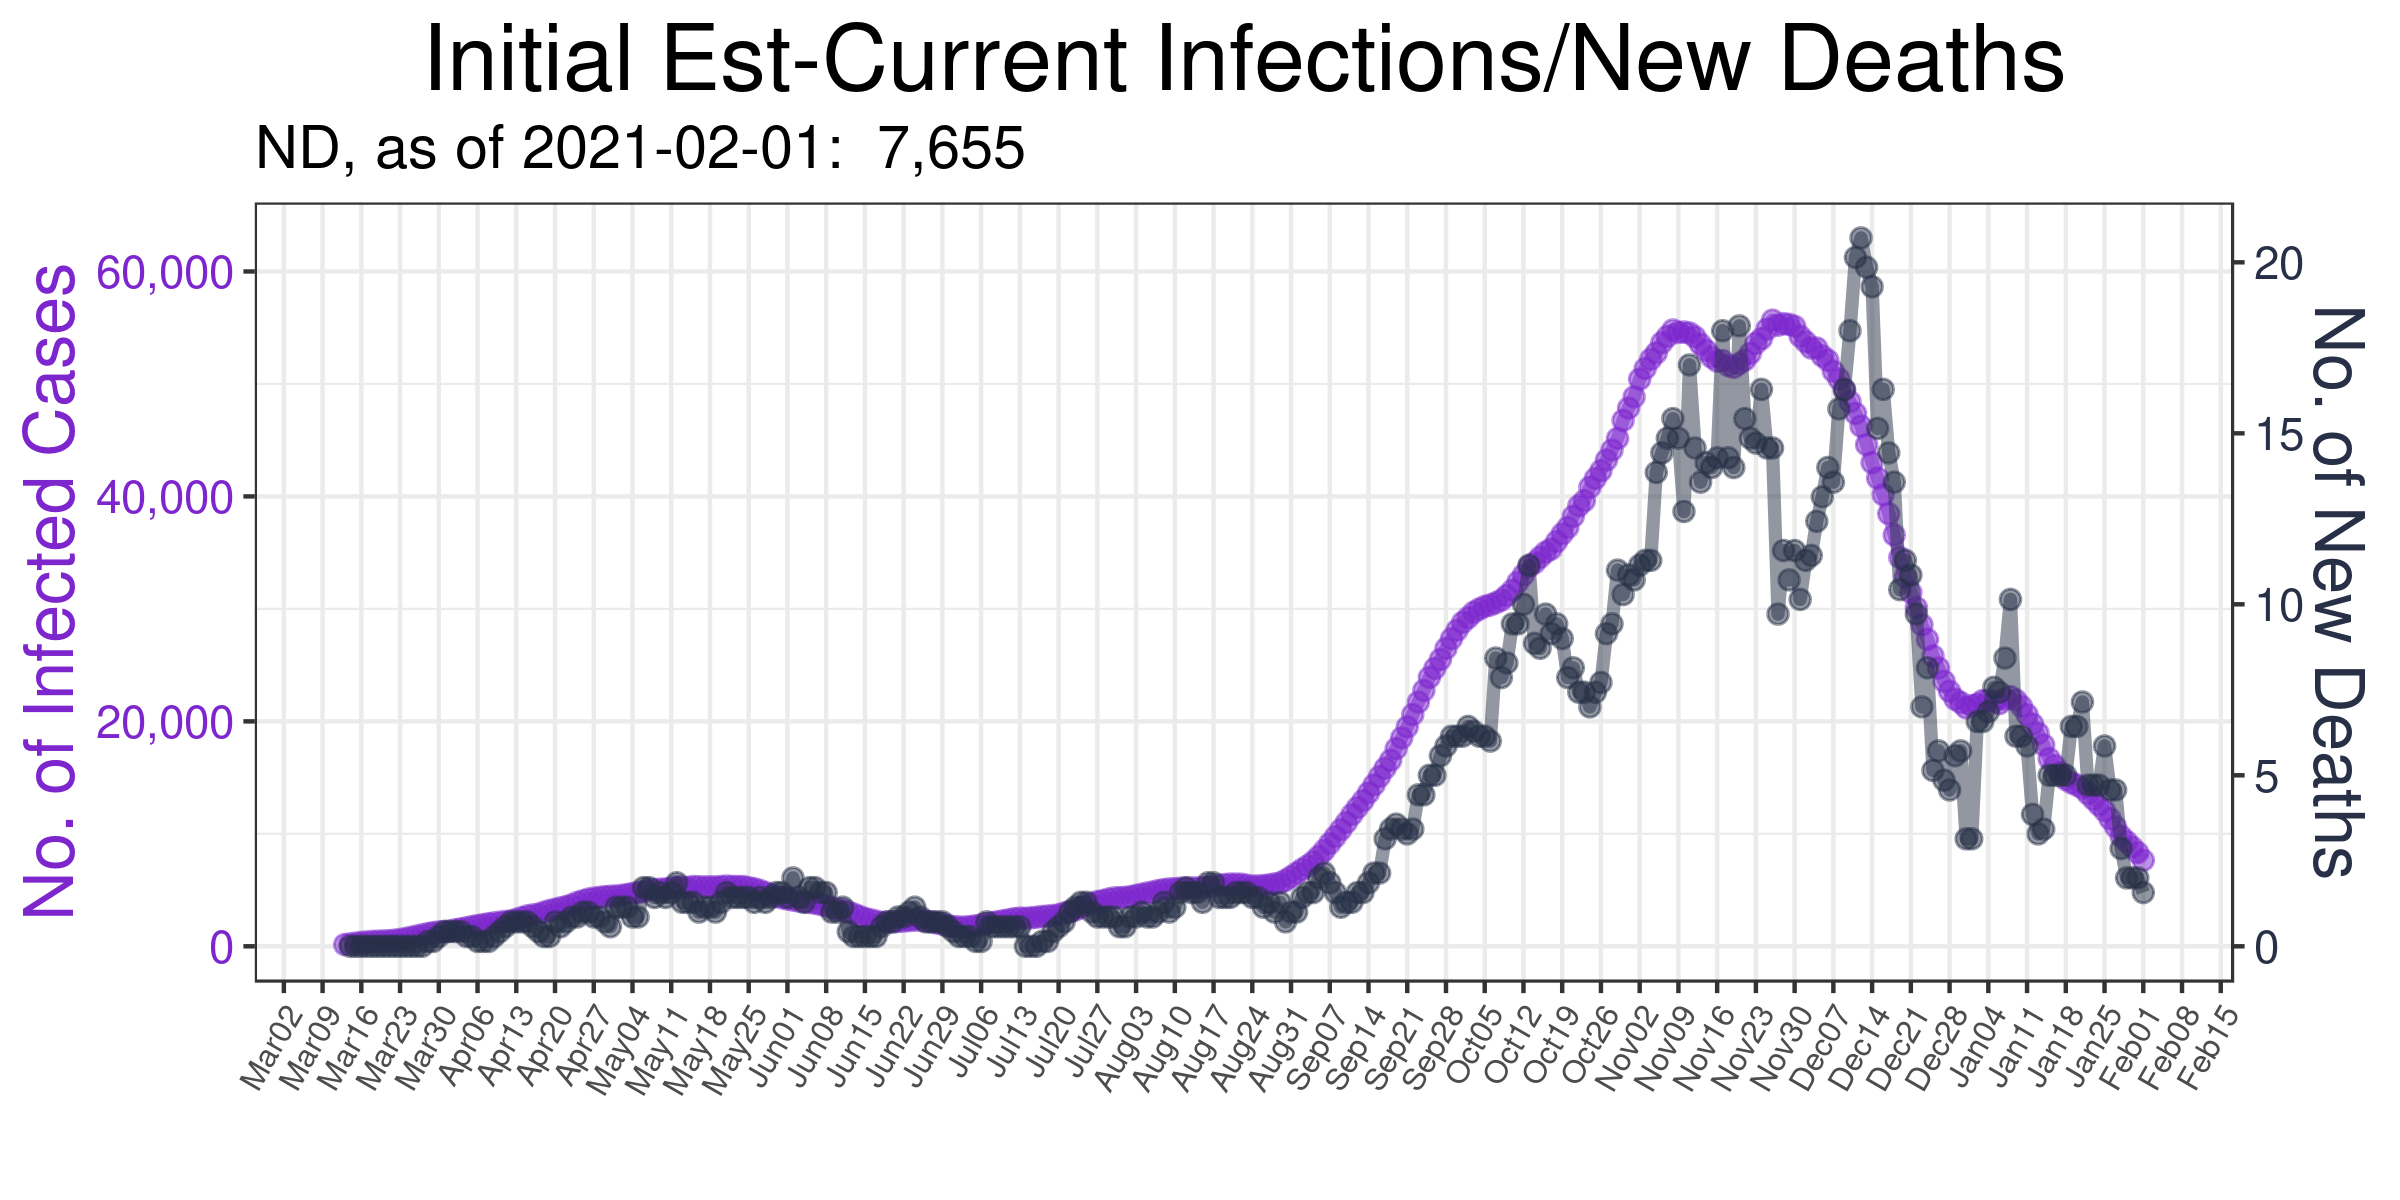 Initial Est-Current Infections/New Deaths
ND, as of 2021-02-01: 7,655
No. of Infected Cases
60,000
40,000
20,000
0
20
15
10
5
0
No. of New Deaths
Mar02
Mar09
Mar16
Mar23
Mar30
Apr06
Apr13
Apr20
Apr27
May04
May11
May18
May25
Jun01
Jun08
Jun15
Jun22
Jun29
Jul06
Jul13
Jul20
Jul27
Aug03
Aug10
Aug17
Aug24
Aug31
Sep07
Sep14
Sep21
Sep28
Oct05
Oct12
Oct19
Oct26
Nov02
Nov09
Nov16
Nov23
Nov30
Dec07
Dec14
Dec21
Dec28
Jan04
Jan11
Jan18
Jan25
Feb01
Feb08
Feb15